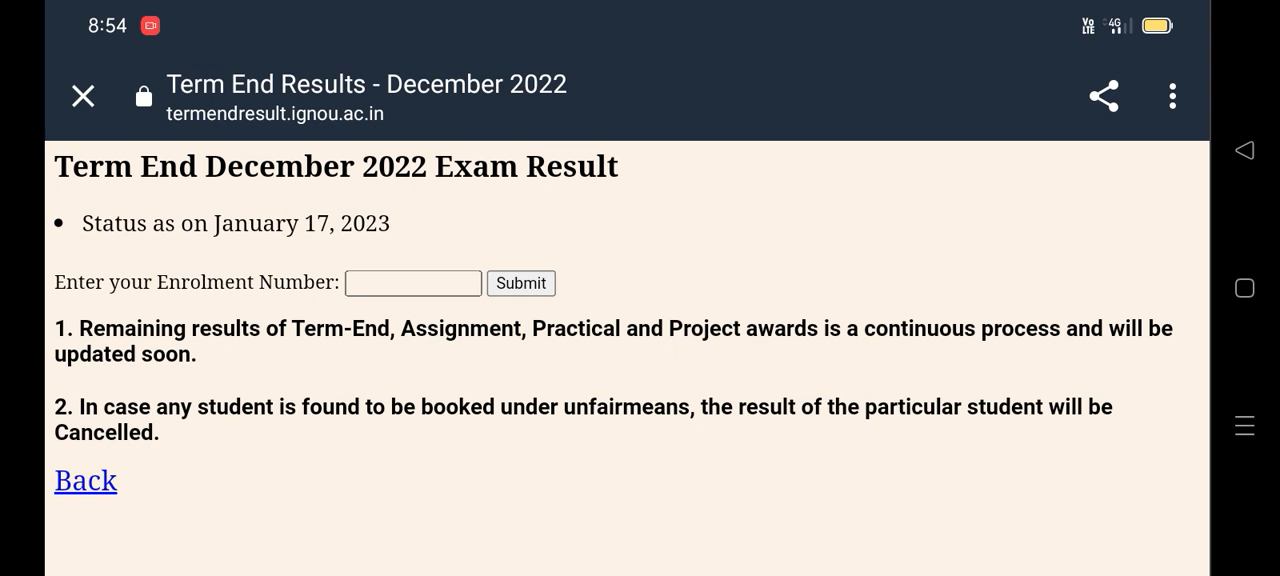 8:54
Vo LTE 4G
Term End Results - December 2022
termendresult.ignou.ac.in
Term End December 2022 Exam Result
• Status as on January 17, 2023
Enter your Enrolment Number: Submit
1. Remaining results of Term-End, Assignment, Practical and Project awards is a continuous process and will be
updated soon.
2. In case any student is found to be booked under unfairmeans, the result of the particular student will be
Cancelled.
Back